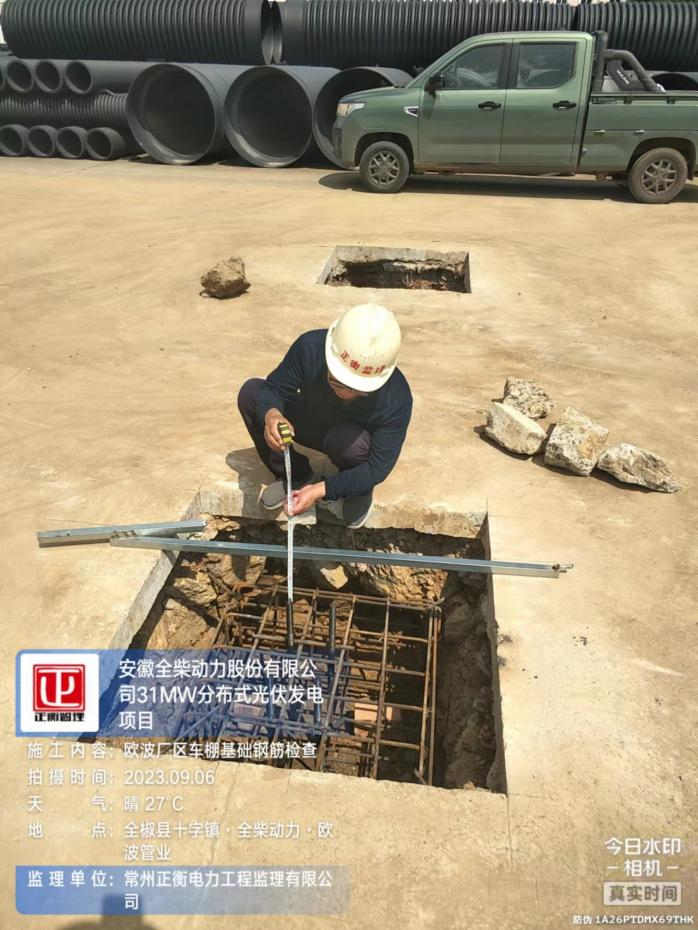 正衡监理
安徽全柴动力股份有限公
司31MW分布式光伏发电
项目
正衡监理
施工内容：欧波厂区车棚基础钢筋检查
拍摄时间：2023.09.06
天气：晴 27℃
地点：全椒县十字镇·全柴动力·欧
波管业
监理单位：常州正衡电力工程监理有限公
司
今日水印
相机
真实时间
防伪 1A26PTDMX69THK